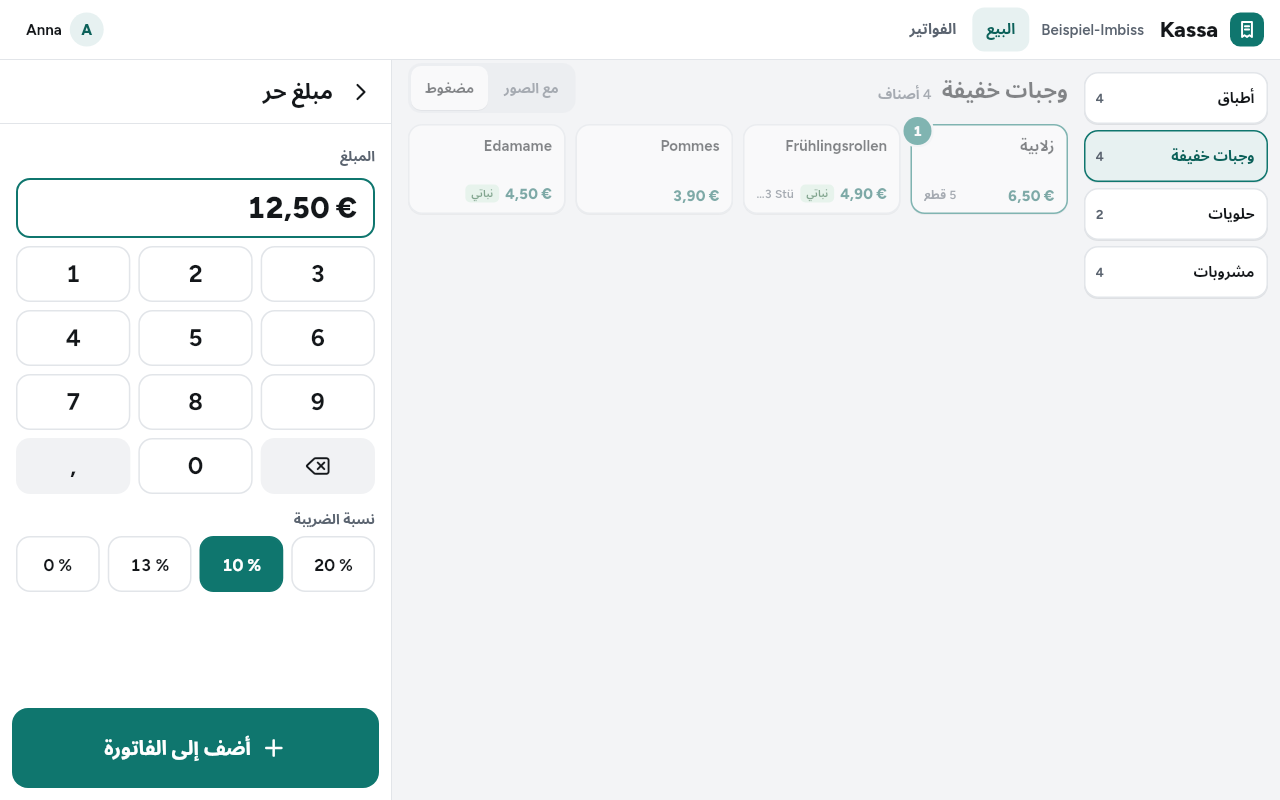 Kassa
Beispiel-Imbiss
البيع
الفواتير
A
Anna
أطباق
4
وجبات خفيفة
4
حلويات
2
مشروبات
4
وجبات خفيفة
4 أصناف
مع الصور
مضغوط
1
زلابية
6,50 €
5 قطع
Frühlingsrollen
4,90 €
نباتي
3 Stü...
Pommes
3,90 €
Edamame
4,50 €
نباتي
مبلغ حر
المبلغ
12,50 €
1 2 3
4 5 6
7 8 9
, 0
نسبة الضريبة
20 %
10 %
13 %
0 %
أضف إلى الفاتورة